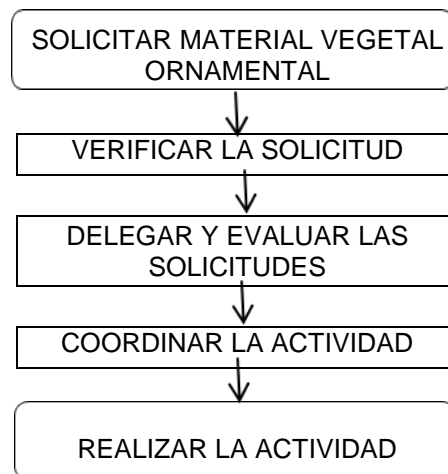 SOLICITAR MATERIAL VEGETAL
ORNAMENTAL
VERIFICAR LA SOLICITUD
DELEGAR Y EVALUAR LAS
SOLICITUDES
COORDINAR LA ACTIVIDAD
REALIZAR LA ACTIVIDAD